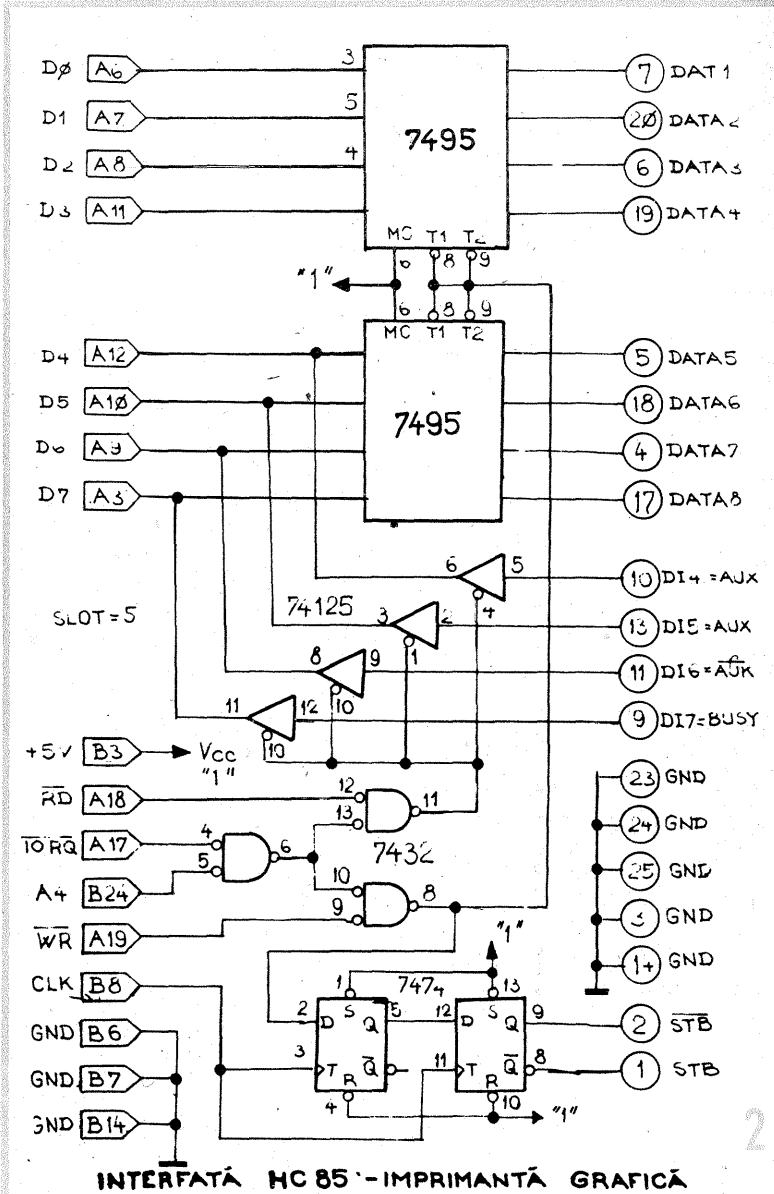 DØ A6 3 7 DAT1
D1 A7 5 2Ø DATA2
7495
D2 A8 4 6 DATA3
D3 A11 19 DATA4
MC T1 T2
6 8 9
"1"
6 8 9
MC T1 T2
D4 A12 5 DATA5
D5 A1Ø 18 DATA6
7495
D6 A9 4 DATA7
D7 A3 17 DATA8
6 5 10 DI4=AUX
4
SLOT=5 74125 3 2 13 DI5=AUX
1
8 9 11 DI6=
10
11 12 9 DI7=BUSY
10
+5V B3 Vcc
"1"
23 GND
RD A18 12 11
13
24 GND
IORQ A17 4 6 7432
5
25 GND
A4 B24 10 8
9
3 GND
WR A19 "1"
GND
CLK B8 1 7474 13
2 D S Q 5 12 D S Q 9 2 STB
GND B6
3 T Q 11 T Q 8 1 STB
GND B7 R R
4 10 "1"
GND B14
2
INTERFATĂ HC 85 - IMPRIMANTĂ GRAFICĂ